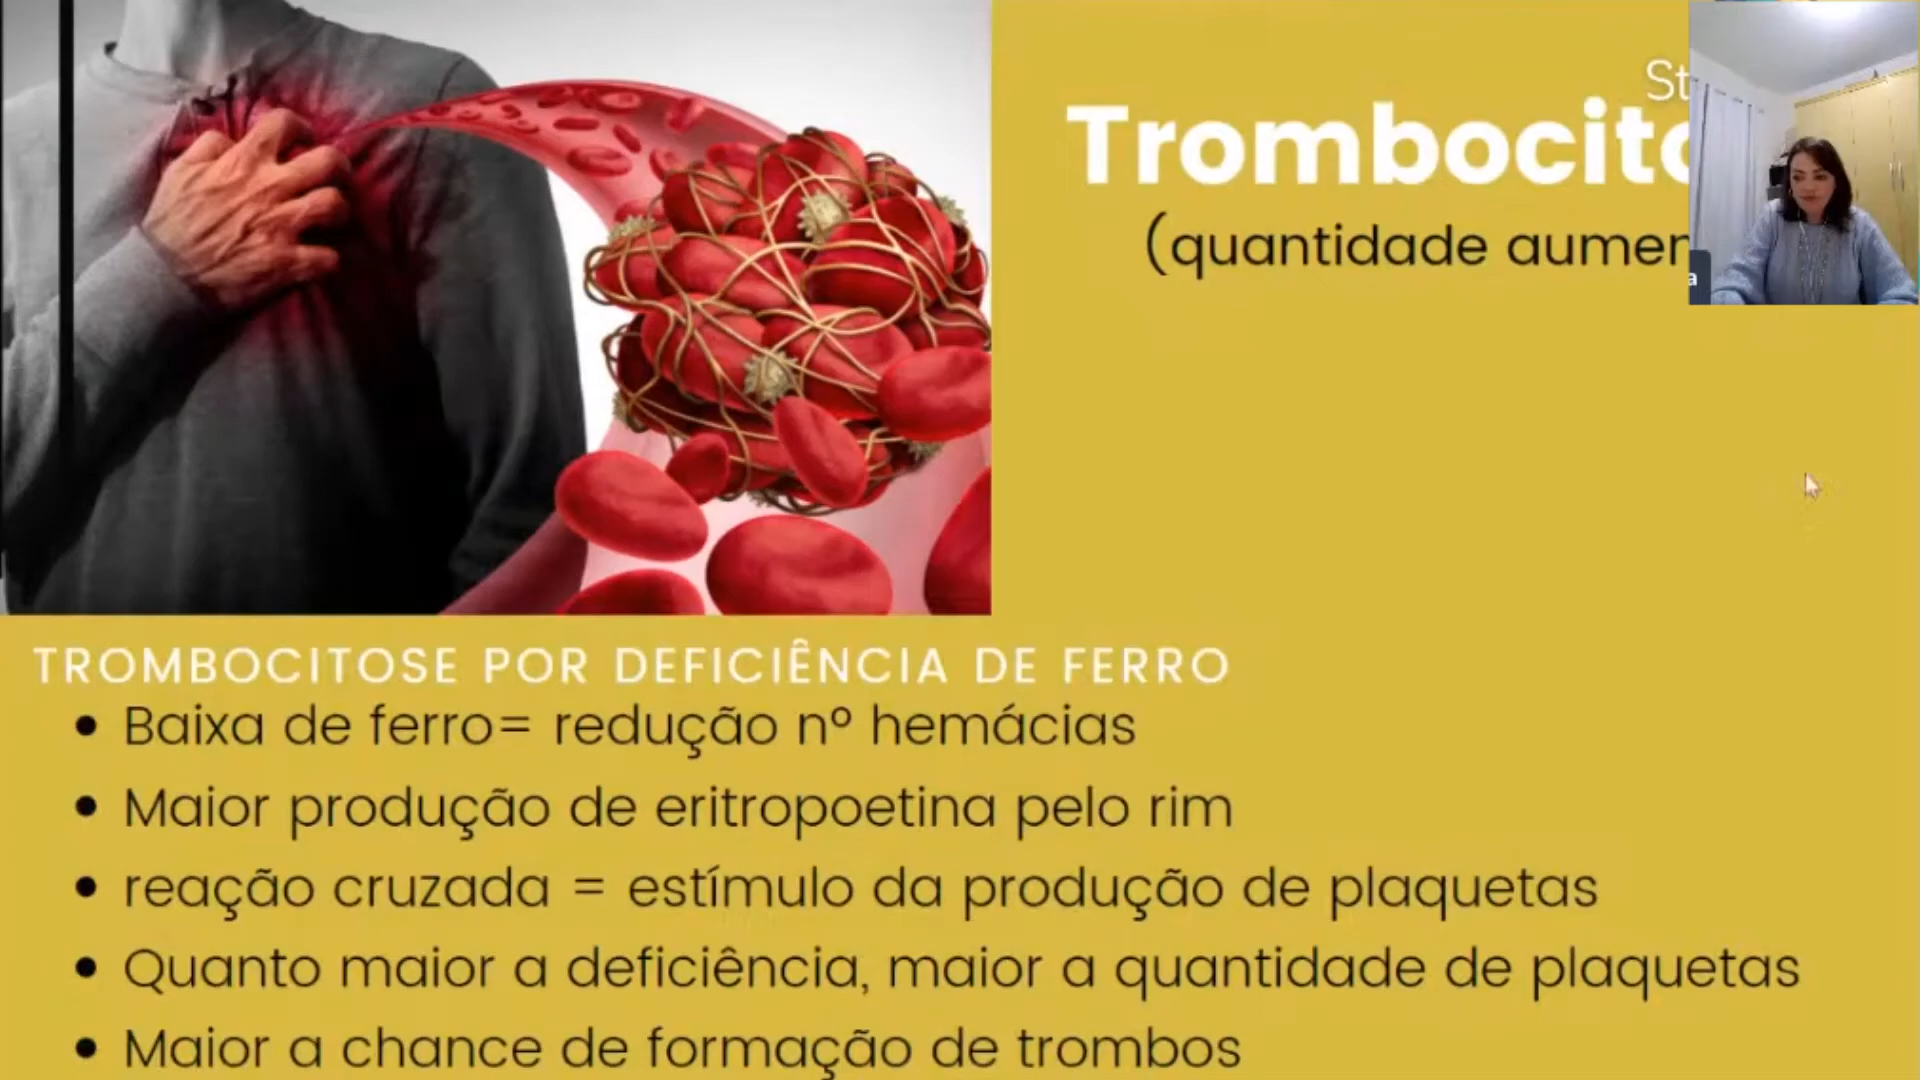 Trombocito
(quantidade aumen
TROMBOCITOSE POR DEFICIÊNCIA DE FERRO
• Baixa de ferro= redução nº hemácias
• Maior produção de eritropoetina pelo rim
• reação cruzada = estímulo da produção de plaquetas
• Quanto maior a deficiência, maior a quantidade de plaquetas
• Maior a chance de formação de trombos